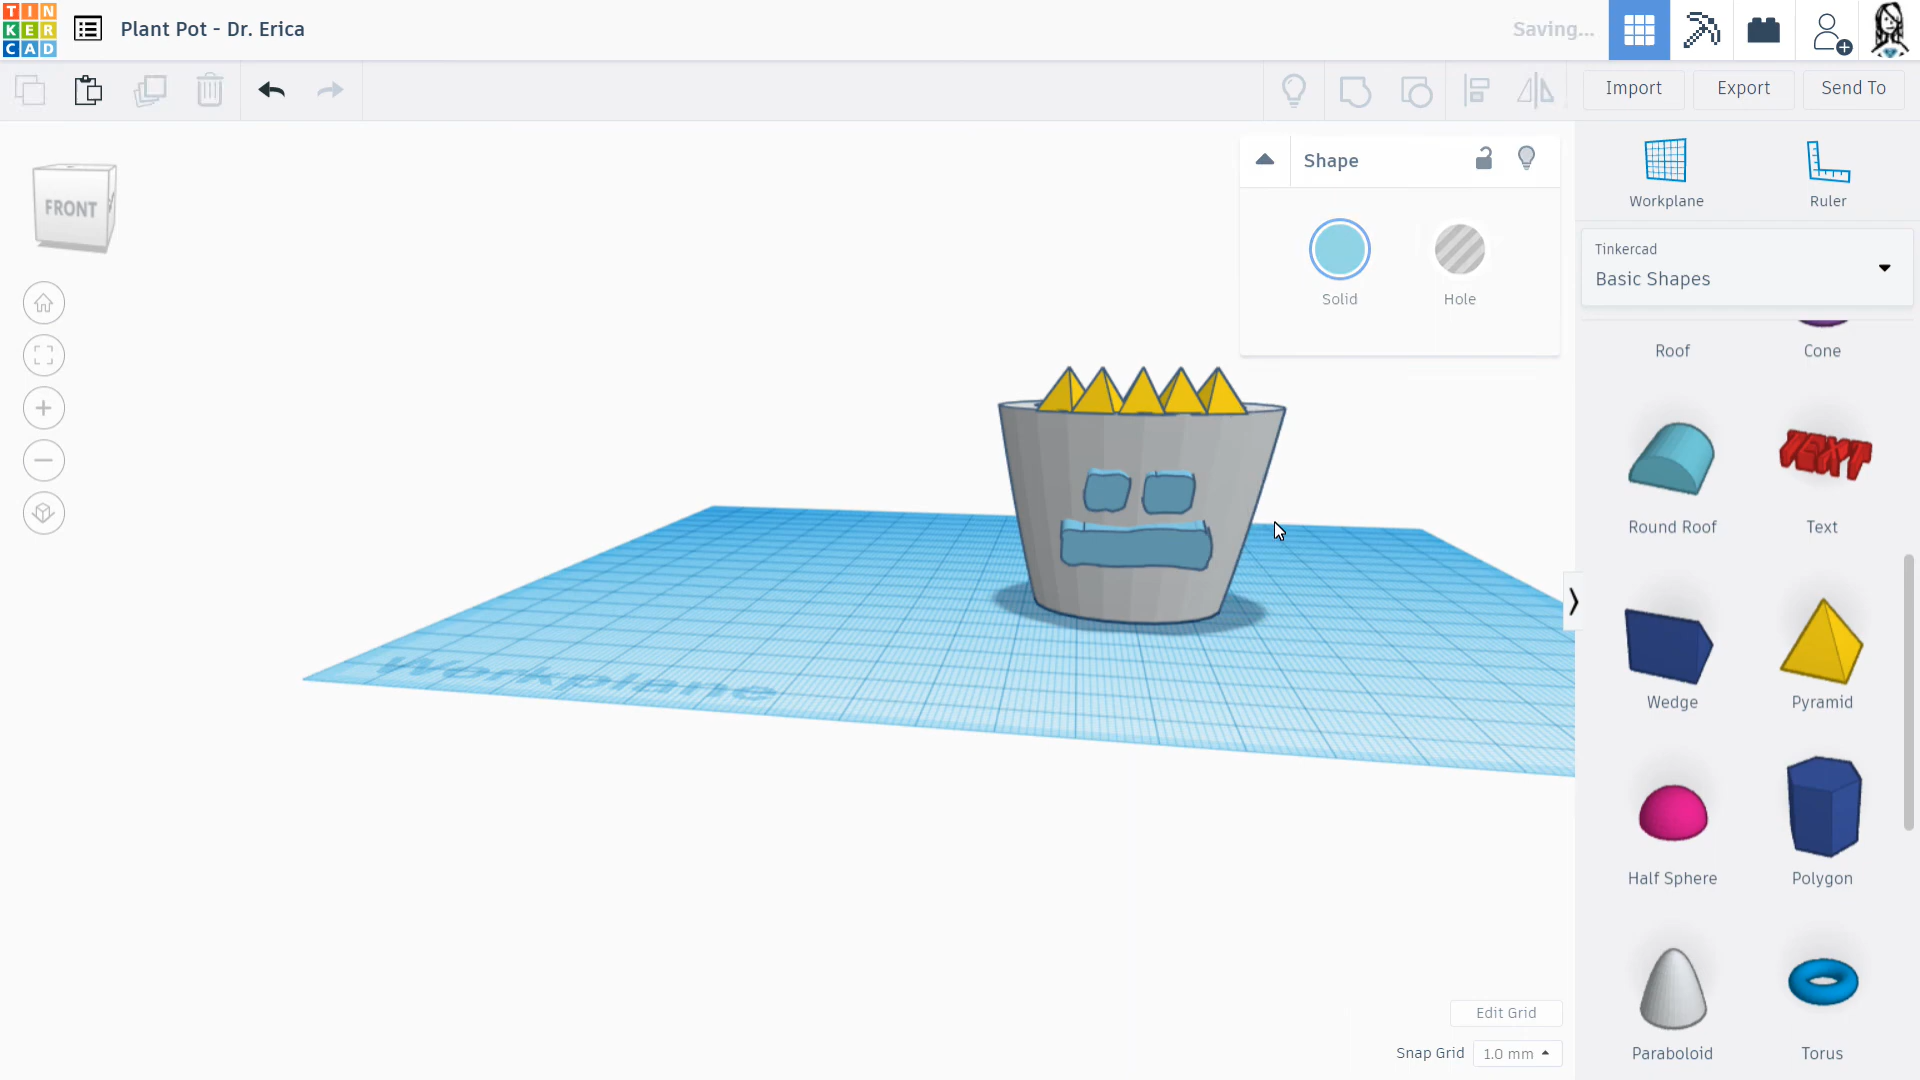 TIN
KER
CAD
Plant Pot - Dr. Erica
Saving...
Import
Export
Send To
FRONT
Shape
Solid
Hole
Workplane
Ruler
Tinkercad
Basic Shapes
Roof
Cone
TEXT
Round Roof
Text
Wedge
Pyramid
Half Sphere
Polygon
Paraboloid
Torus
Workplane
Edit Grid
Snap Grid
1.0 mm